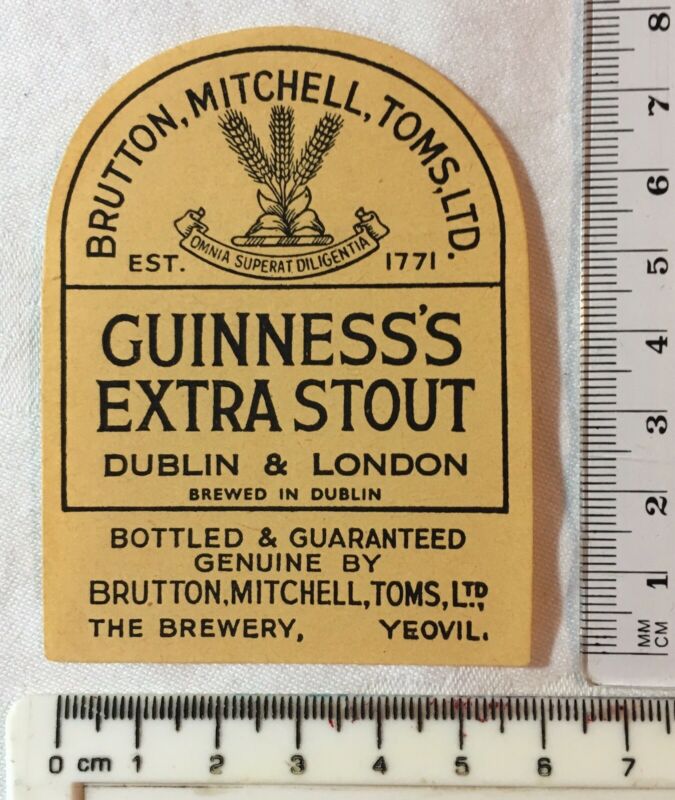 BRUTTON, MITCHELL, TOMS, LTD.
OMNIA SUPERAT DILIGENTIA
EST. 1771
GUINNESS'S
EXTRA STOUT
DUBLIN & LONDON
BREWED IN DUBLIN
BOTTLED & GUARANTEED
GENUINE BY
BRUTTON, MITCHELL, TOMS, LTD,
THE BREWERY, YEOVIL.
8
7
6
5
4
3
2
1
MM
CM
0 cm 1 2 3 4 5 6 7